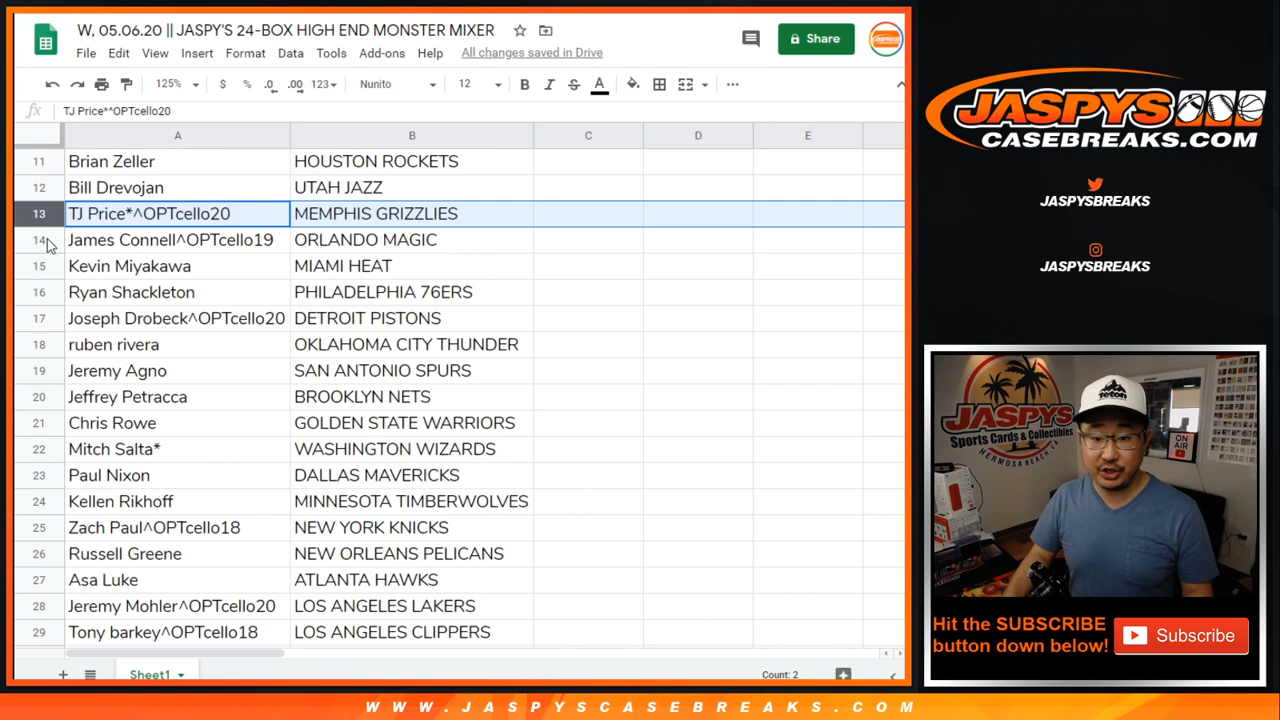 W, 05.06.20 || JASPY'S 24-BOX HIGH END MONSTER MIXER
File Edit View Insert Format Data Tools Add-ons Help All changes saved in Drive
Share
125% $ % .0 .00 123 Nunito 12 B I S A
fx TJ Price*^OPTcello20
A B C D E
11 Brian Zeller HOUSTON ROCKETS
12 Bill Drevojan UTAH JAZZ
13 TJ Price*^OPTcello20 MEMPHIS GRIZZLIES
14 James Connell^OPTcello19 ORLANDO MAGIC
15 Kevin Miyakawa MIAMI HEAT
16 Ryan Shackleton PHILADELPHIA 76ERS
17 Joseph Drobeck^OPTcello20 DETROIT PISTONS
18 ruben rivera OKLAHOMA CITY THUNDER
19 Jeremy Agno SAN ANTONIO SPURS
20 Jeffrey Petracca BROOKLYN NETS
21 Chris Rowe GOLDEN STATE WARRIORS
22 Mitch Salta* WASHINGTON WIZARDS
23 Paul Nixon DALLAS MAVERICKS
24 Kellen Rikhoff MINNESOTA TIMBERWOLVES
25 Zach Paul^OPTcello18 NEW YORK KNICKS
26 Russell Greene NEW ORLEANS PELICANS
27 Asa Luke ATLANTA HAWKS
28 Jeremy Mohler^OPTcello20 LOS ANGELES LAKERS
29 Tony barkey^OPTcello18 LOS ANGELES CLIPPERS
Sheet1
Count: 2
JASPYS
CASEBREAKS.COM
JASPYSBREAKS
JASPYSBREAKS
JASPYS
Sports Cards & Collectibles
HERMOSA BEACH CA
teton
ON
AIR
Hit the SUBSCRIBE
button down below!
Subscribe
WWW.JASPYSCASEBREAKS.COM